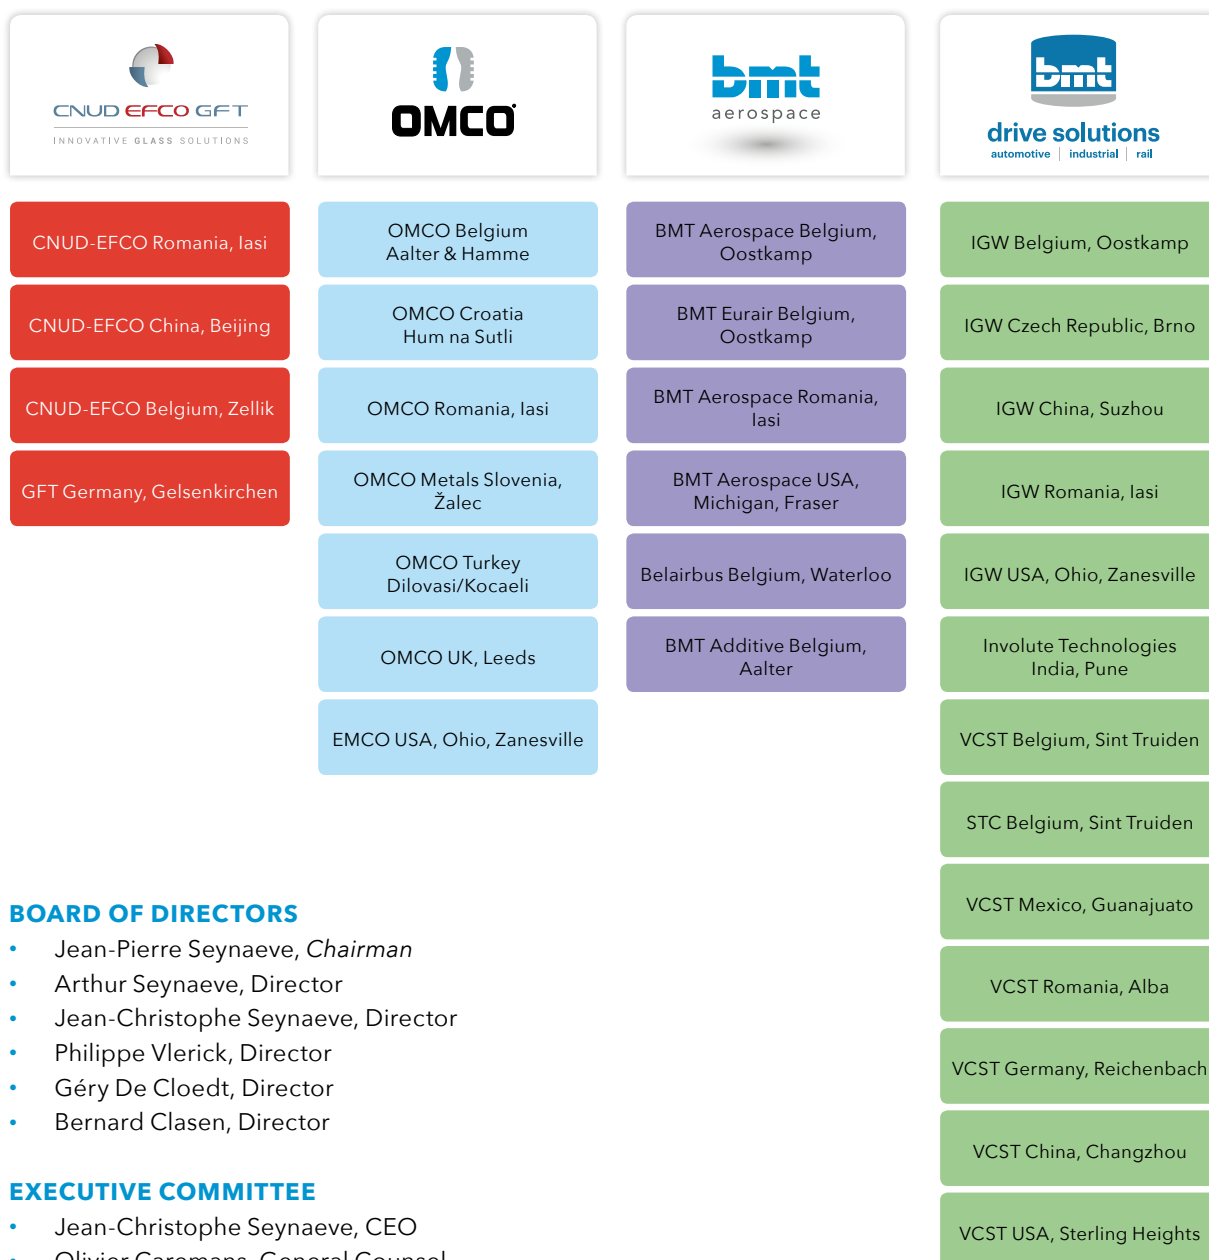 CNUD EFCO GFT
INNOVATIVE GLASS SOLUTIONS
OMCO
bmt
aerospace
bmt
drive solutions
automotive | industrial | rail
CNUD-EFCO Romania, Iasi
CNUD-EFCO China, Beijing
CNUD-EFCO Belgium, Zellik
GFT Germany, Gelsenkirchen
OMCO Belgium
Aalter & Hamme
OMCO Croatia
Hum na Sutli
OMCO Romania, Iasi
OMCO Metals Slovenia,
Žalec
OMCO Turkey
Dilovasi/Kocaeli
OMCO UK, Leeds
EMCO USA, Ohio, Zanesville
BMT Aerospace Belgium,
Oostkamp
BMT Eurair Belgium,
Oostkamp
BMT Aerospace Romania,
Iasi
BMT Aerospace USA,
Michigan, Fraser
Belairbus Belgium, Waterloo
BMT Additive Belgium,
Aalter
IGW Belgium, Oostkamp
IGW Czech Republic, Brno
IGW China, Suzhou
IGW Romania, Iasi
IGW USA, Ohio, Zanesville
Involute Technologies
India, Pune
VCST Belgium, Sint Truiden
STC Belgium, Sint Truiden
VCST Mexico, Guanajuato
VCST Romania, Alba
VCST Germany, Reichenbach
VCST China, Changzhou
VCST USA, Sterling Heights
BOARD OF DIRECTORS
• Jean-Pierre Seynaeve, Chairman
• Arthur Seynaeve, Director
• Jean-Christophe Seynaeve, Director
• Philippe Vlerick, Director
• Géry De Cloedt, Director
• Bernard Clasen, Director
EXECUTIVE COMMITTEE
• Jean-Christophe Seynaeve, CEO
• Olivier Caremans, General Counsel